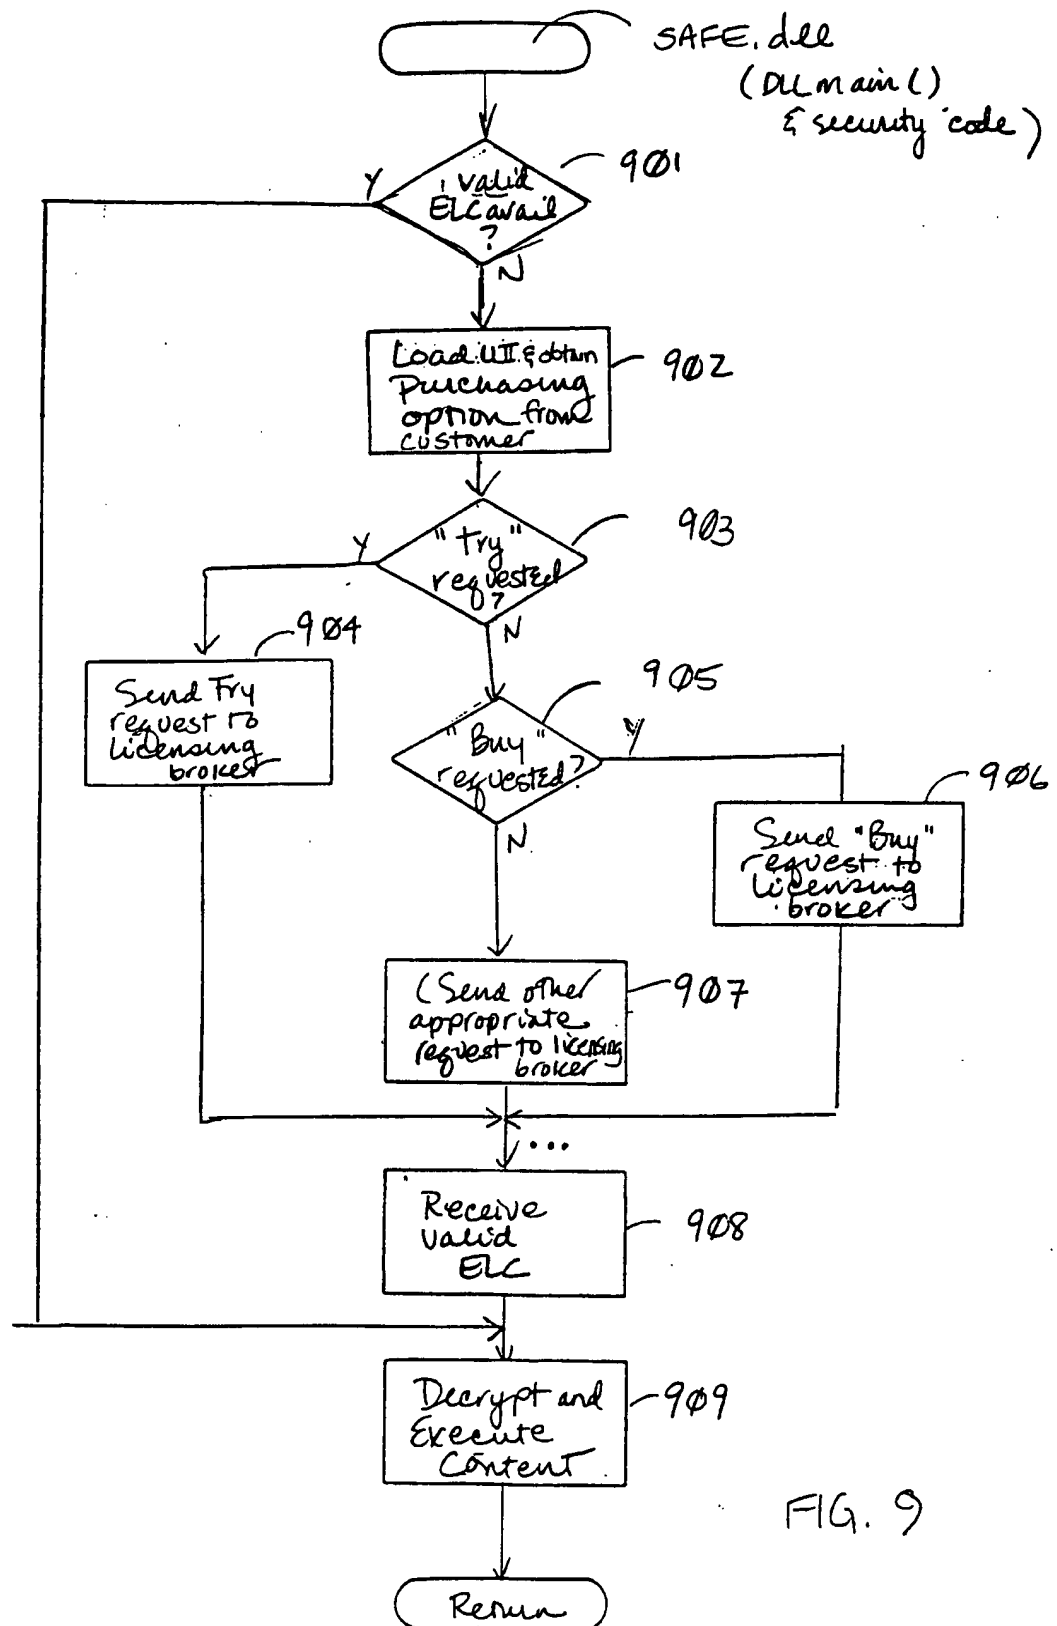 SAFE.dll
(DLLmain()
& security code)
901
Y
valid
ELC avail
?
N
Load UI & obtain
purchasing
option from
customer
902
"Try"
requested
?
903
Y
N
904
Send Try
request to
licensing
broker
905
"Buy"
requested?
Y
N
906
Send "Buy"
request to
licensing
broker
(Send other
appropriate
request to licensing
broker
907
...
Receive
valid
ELC
908
Decrypt and
Execute
Content
909
FIG. 9
Return